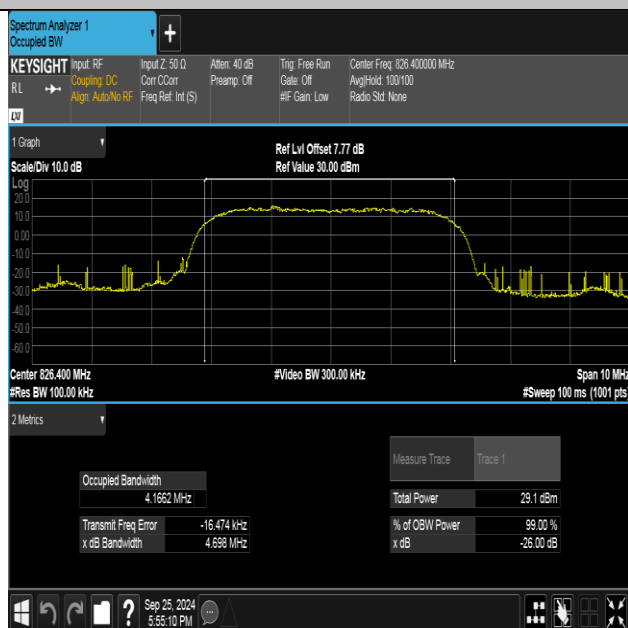 Spectrum Analyzer 1
Occupied BW
+
KEYSIGHT Input: RF Input Z: 50 Ω Atten: 40 dB Trig: Free Run Center Freq: 826.400000 MHz
RL Coupling: DC Corr CCorr Preamp: Off Gate: Off Avg|Hold: 100/100
Align: Auto/No RF Freq Ref: Int (S) #IF Gain: Low Radio Std: None
LXI
1 Graph
Ref Lvl Offset 7.77 dB
Scale/Div 10.0 dB Ref Value 30.00 dBm
Log
20.0
10.0
0.00
-10.0
-20.0
-30.0
-40.0
-50.0
-60.0
Center 826.400 MHz #Video BW 300.00 kHz Span 10 MHz
#Res BW 100.00 kHz #Sweep 100 ms (1001 pts)
2 Metrics
Measure Trace Trace 1
Occupied Bandwidth
4.1662 MHz Total Power 29.1 dBm
Transmit Freq Error -16.474 kHz % of OBW Power 99.00 %
x dB Bandwidth 4.698 MHz x dB -26.00 dB
? Sep 25, 2024
5:55:10 PM